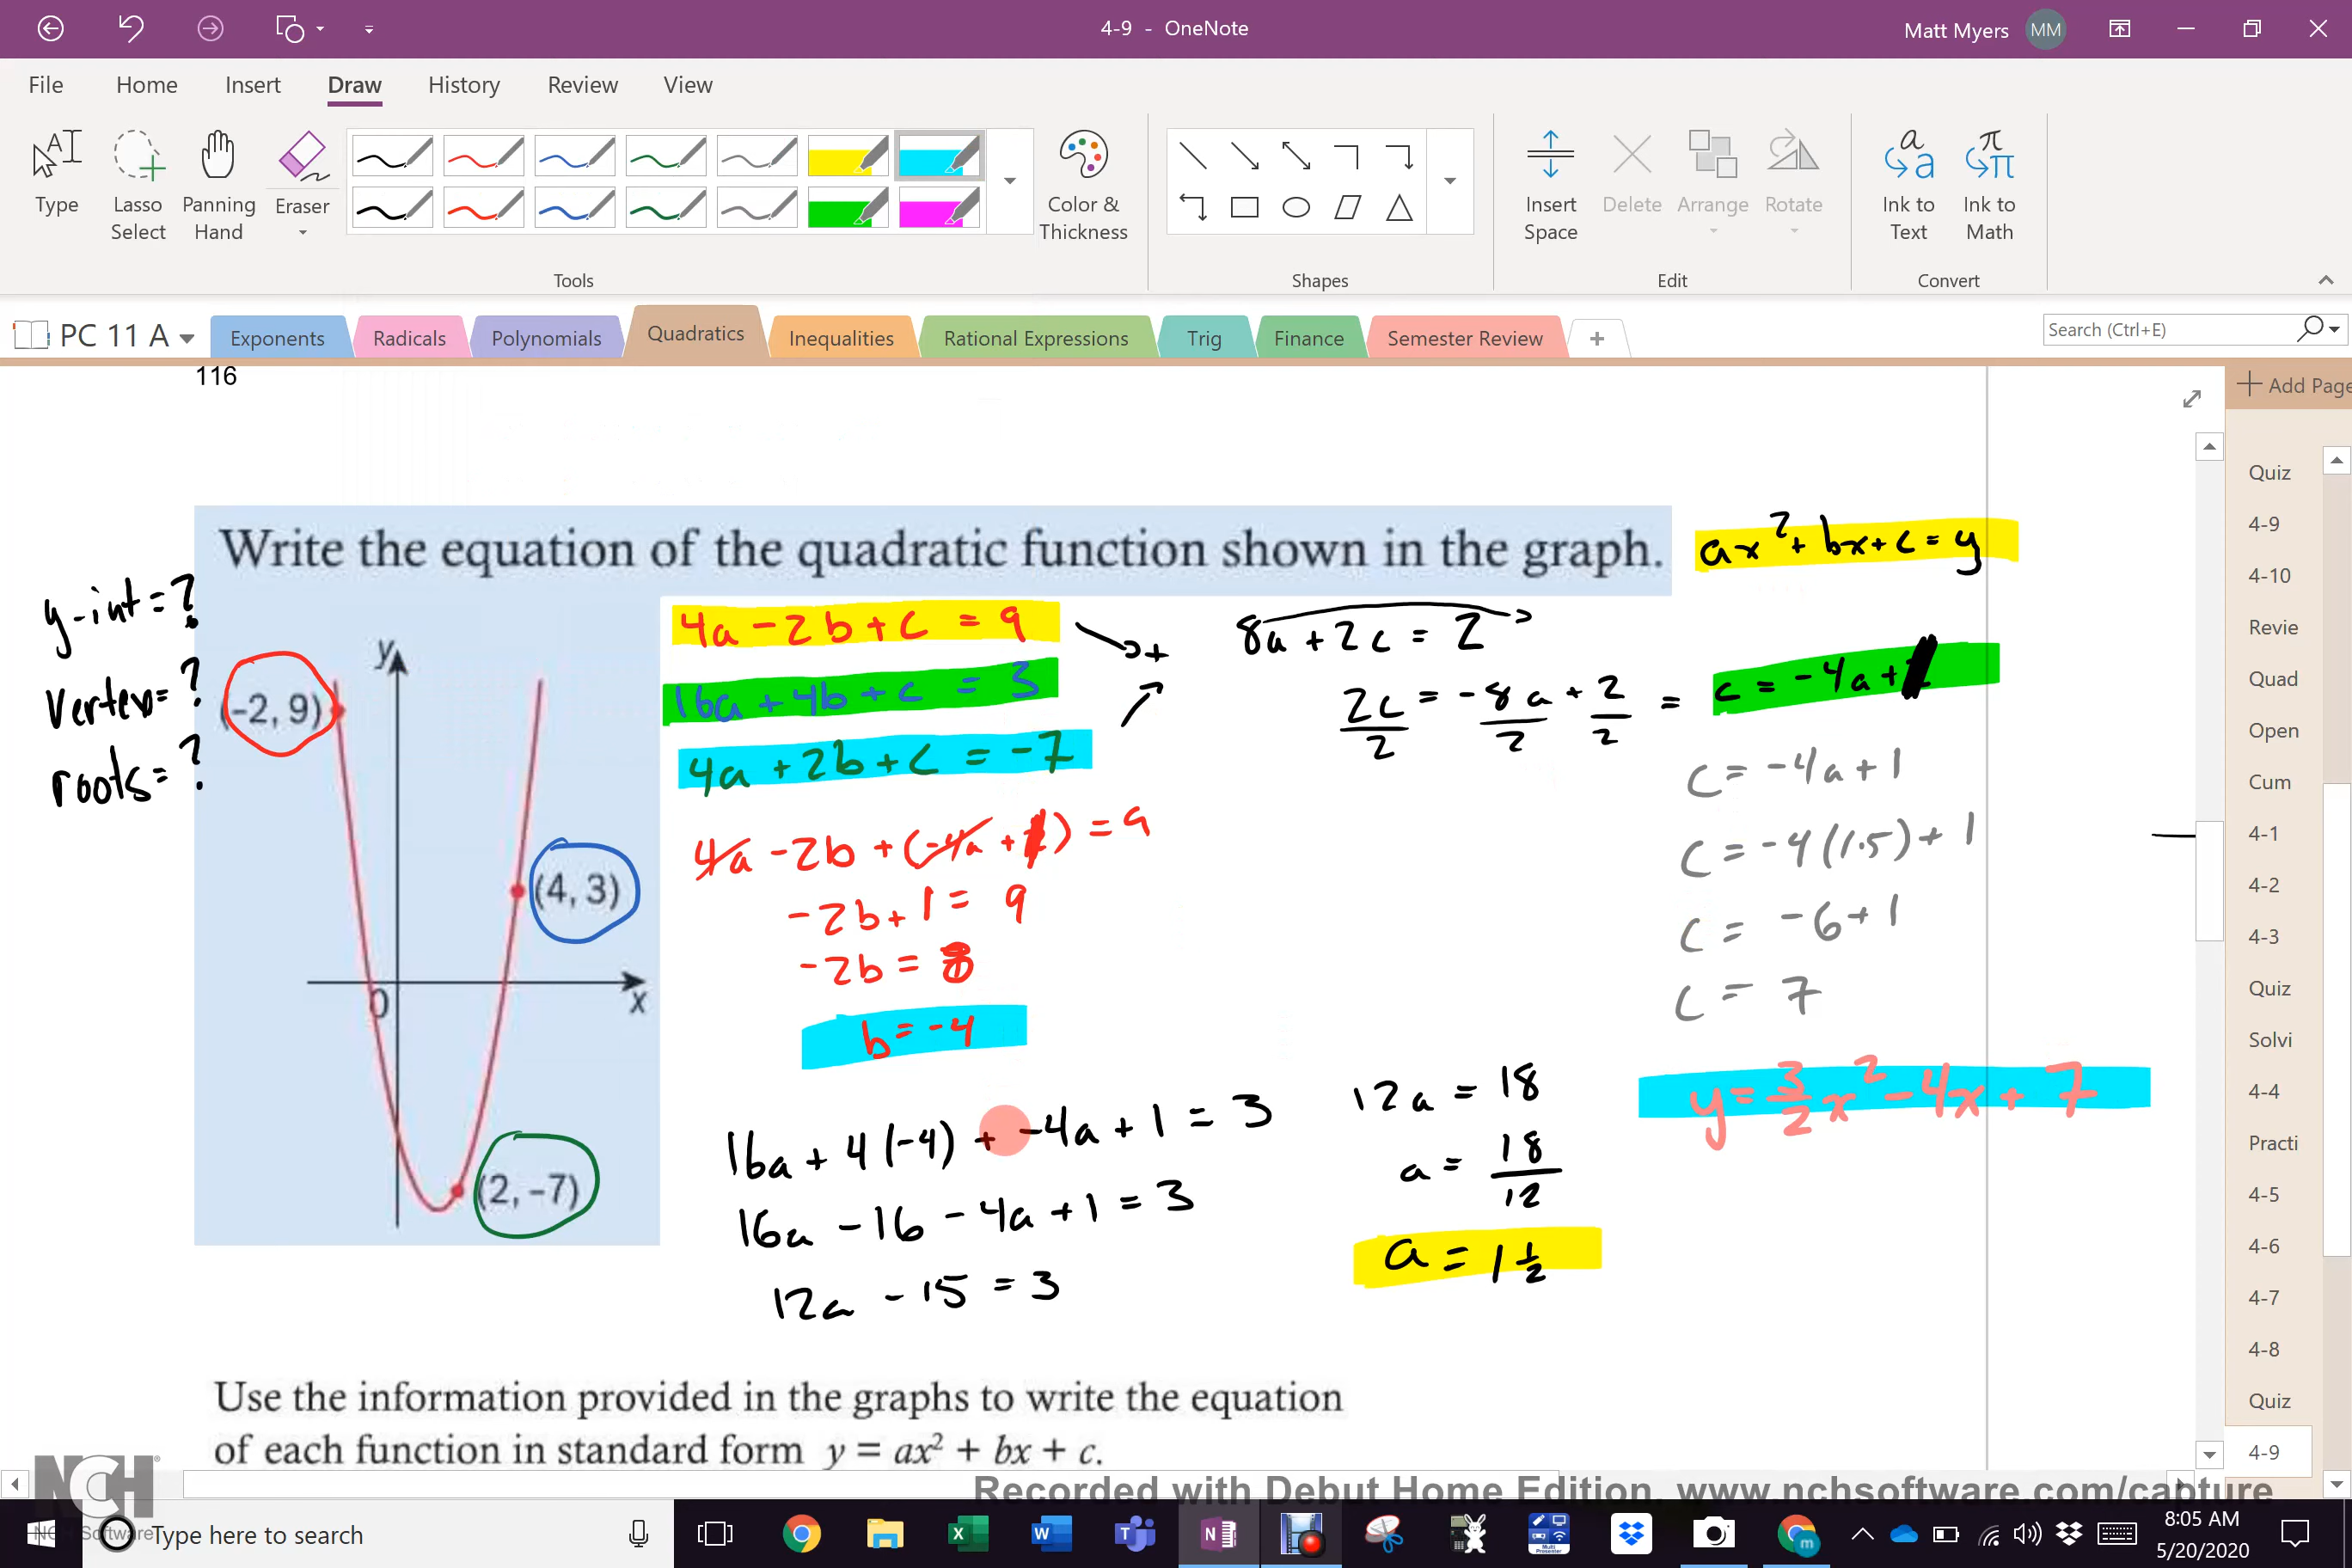 4-9 - OneNote
Matt Myers
MM
File Home Insert Draw History Review View
Type
Lasso Select
Panning Hand
Eraser
Color & Thickness
Insert Space
Delete
Arrange
Rotate
Ink to Text
Ink to Math
Tools
Shapes
Edit
Convert
PC 11 A
Exponents
Radicals
Polynomials
Quadratics
Inequalities
Rational Expressions
Trig
Finance
Semester Review
+
Search (Ctrl+E)
116
Add Page
Write the equation of the quadratic function shown in the graph.
ax² + bx + c = y
y-int = ?
vertex = ?
roots = ?
y
(-2, 9)
(4, 3)
0
x
(2, -7)
4a - 2b + c = 9
16a + 4b + c = 3
4a + 2b + c = -7
+
8a + 2c = 2
2c/2 = -8a/2 + 2/2 = c = -4a + 1
4a - 2b + (-4a + 1) = 9
-2b + 1 = 9
-2b = 8
b = -4
16a + 4(-4) + -4a + 1 = 3
16a - 16 - 4a + 1 = 3
12a - 15 = 3
12a = 18
a = 18/12
a = 1 1/2
c = -4a + 1
c = -4(1.5) + 1
c = -6 + 1
c = 7
y = 3/2 x² - 4x + 7
Use the information provided in the graphs to write the equation
of each function in standard form y = ax² + bx + c.
Quiz
4-9
4-10
Revie
Quad
Open
Cum
4-1
4-2
4-3
Quiz
Solvi
4-4
Practi
4-5
4-6
4-7
4-8
Quiz
4-9
NCH
NCH Software
Recorded with Debut Home Edition. www.nchsoftware.com/capture
Type here to search
8:05 AM
5/20/2020